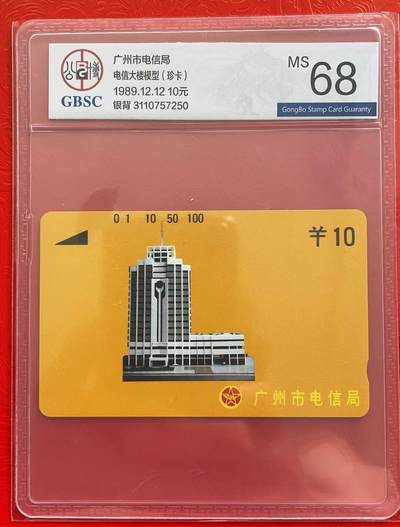 广州市电信局
电信大楼模型（珍卡）
1989.12.12 10元
银背 3110757250
GBSC
MS 68
GongBo Stamp Card Guaranty
0 1 10 50 100
¥10
广州市电信局